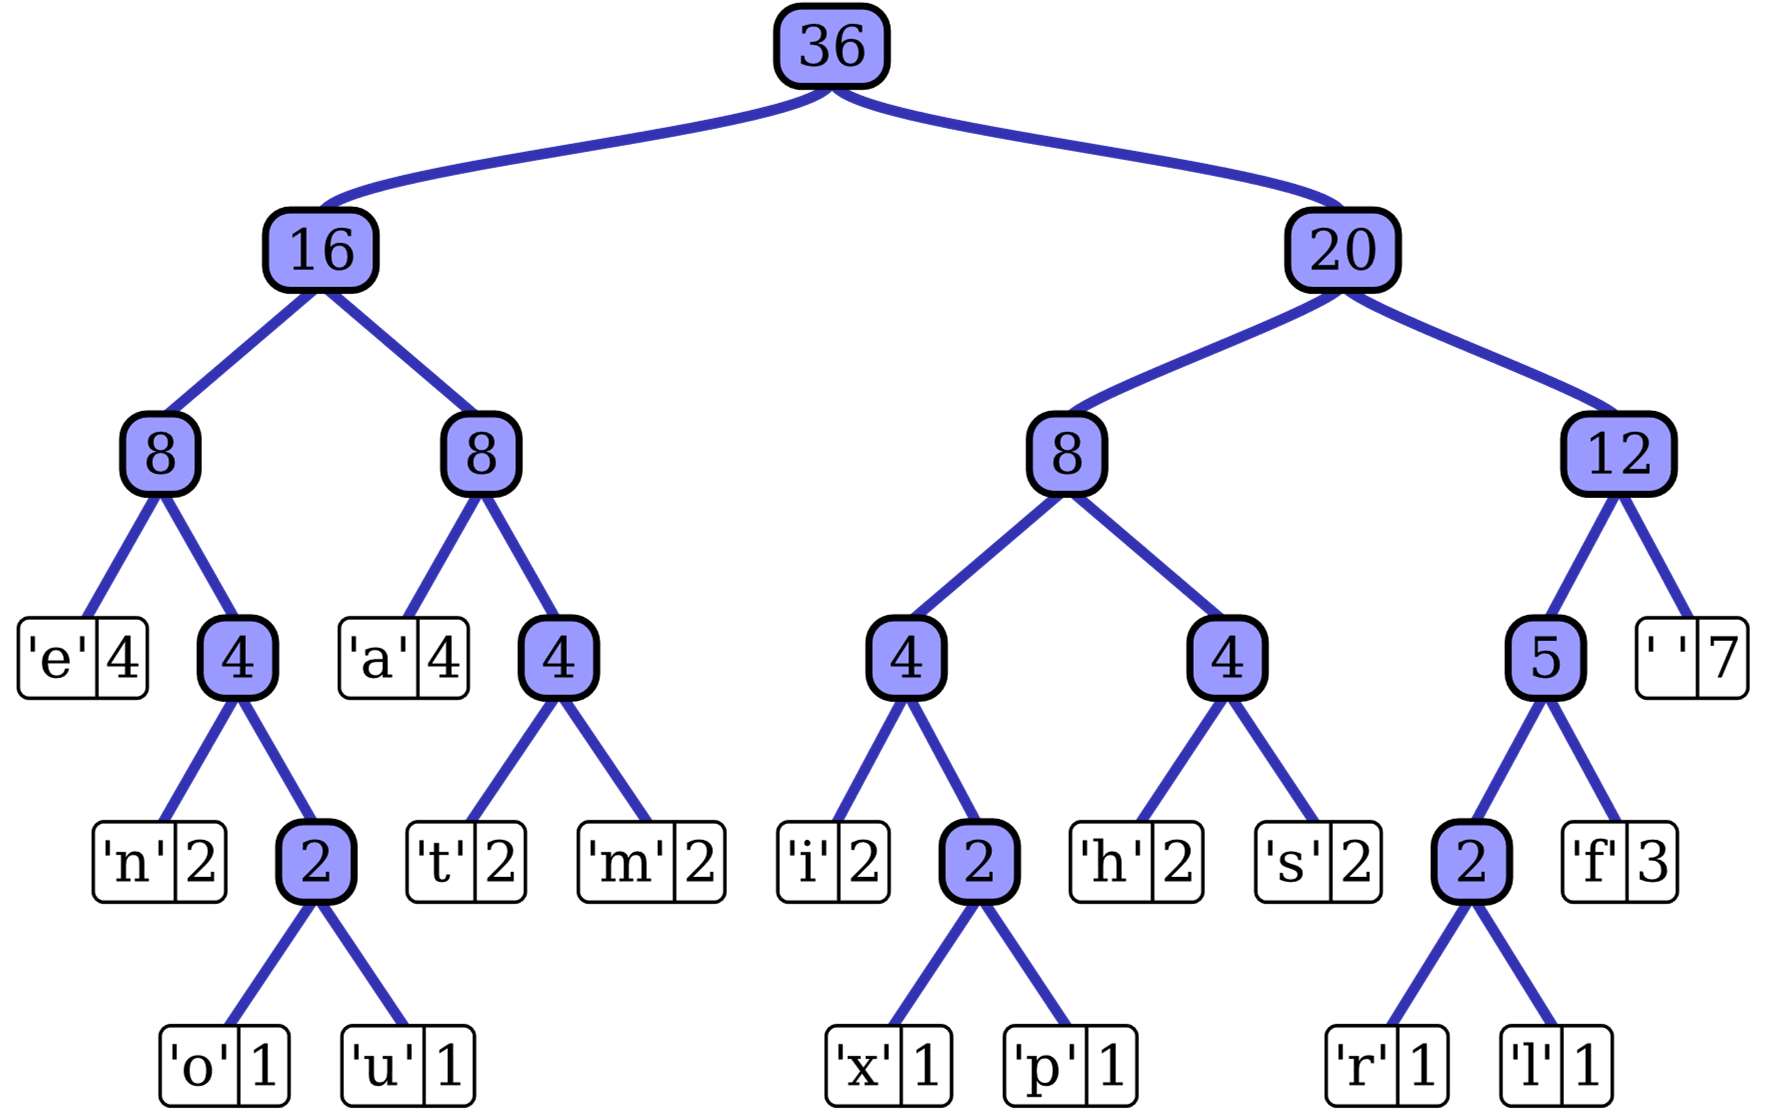 36
16 20
8 8 8 12
'e' 4 4 'a' 4 4 4 4 5 ' ' 7
'n' 2 2 't' 2 'm' 2 'i' 2 2 'h' 2 's' 2 2 'f' 3
'o' 1 'u' 1 'x' 1 'p' 1 'r' 1 'l' 1